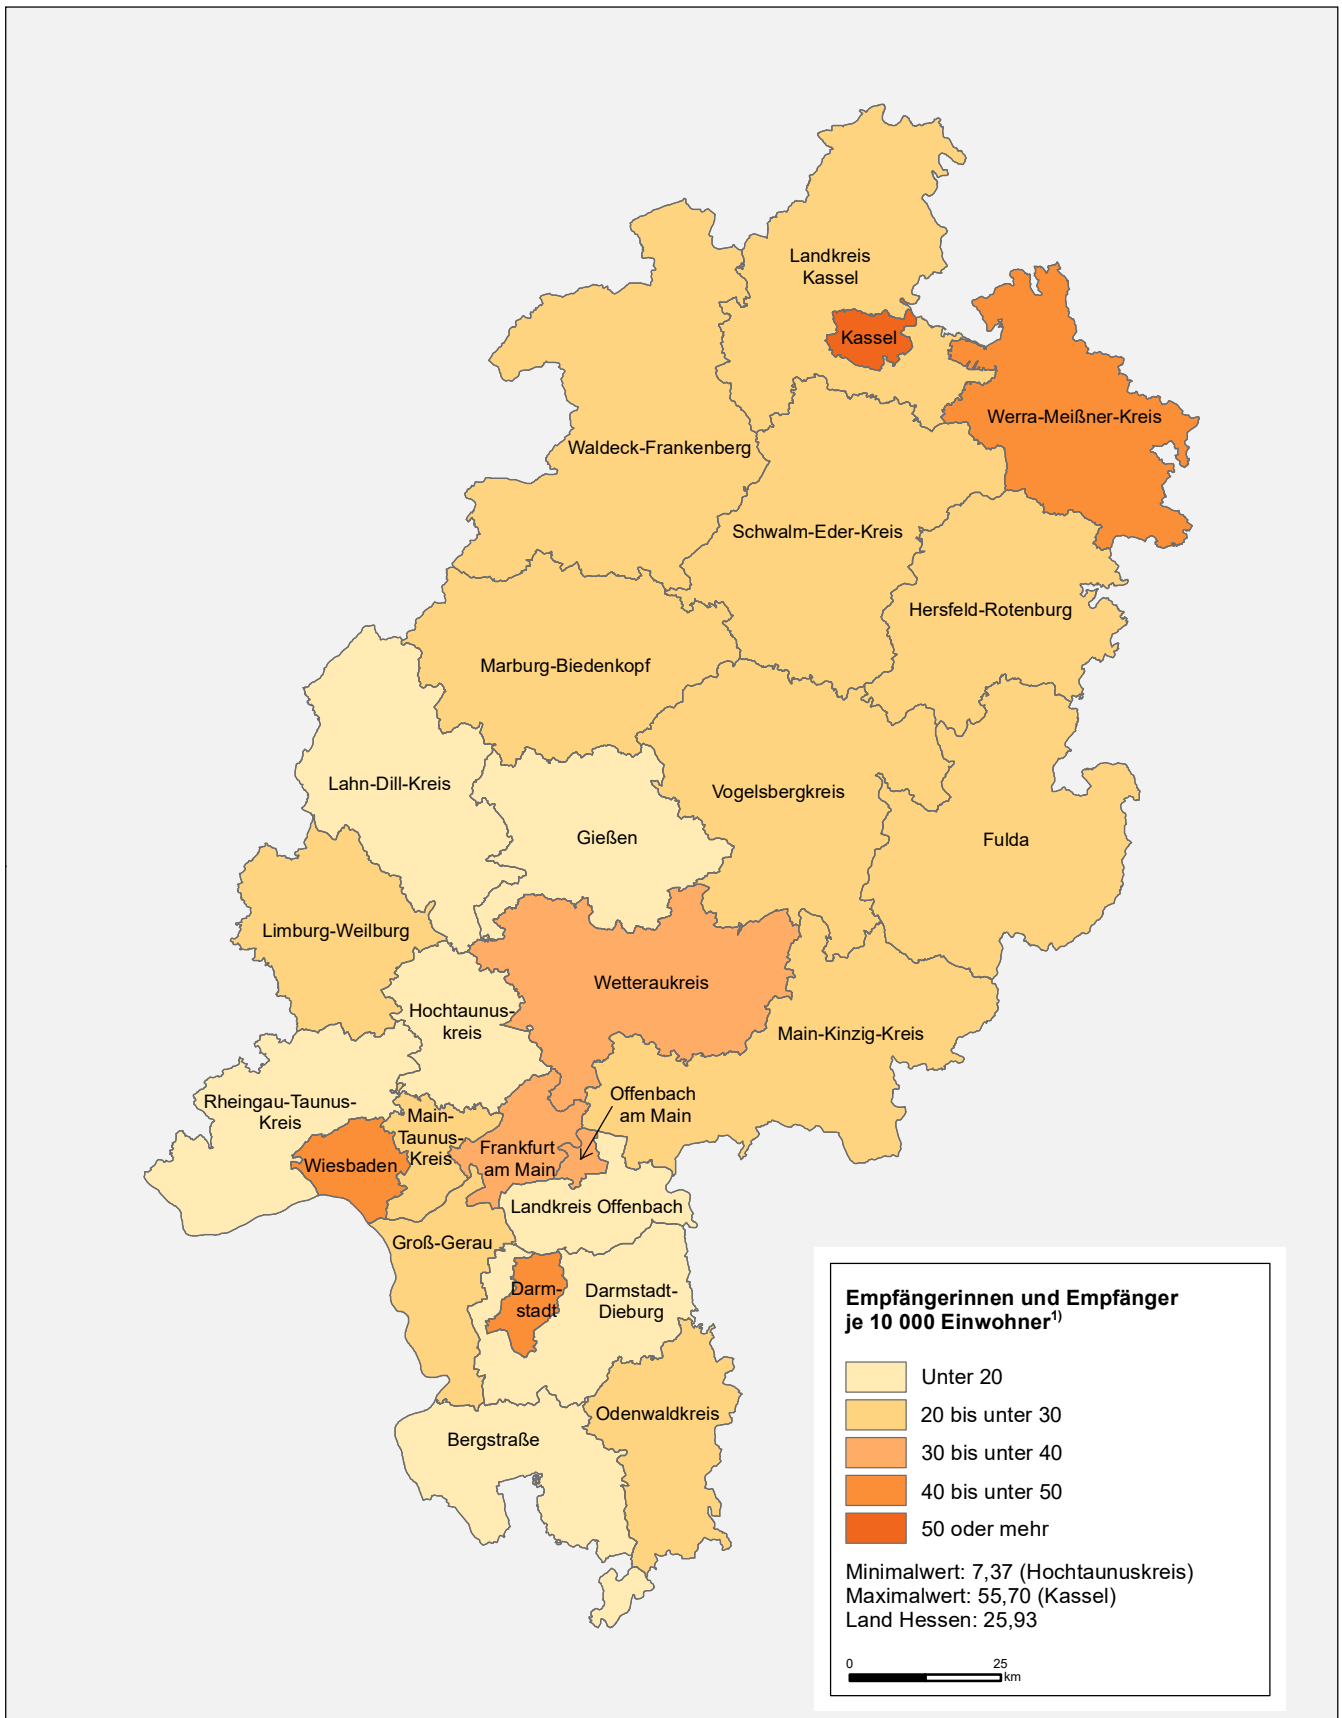 Landkreis
Kassel
Kassel
Werra-Meißner-Kreis
Waldeck-Frankenberg
Schwalm-Eder-Kreis
Hersfeld-Rotenburg
Marburg-Biedenkopf
Lahn-Dill-Kreis
Vogelsbergkreis
Gießen
Fulda
Limburg-Weilburg
Wetteraukreis
Hochtaunus-
kreis
Main-Kinzig-Kreis
Offenbach
am Main
Rheingau-Taunus-
Kreis
Main-
Taunus-
Kreis
Frankfurt
am Main
Wiesbaden
Landkreis Offenbach
Groß-Gerau
Darm-
stadt
Darmstadt-
Dieburg
Odenwaldkreis
Bergstraße
Empfängerinnen und Empfänger
je 10 000 Einwohner1)
Unter 20
20 bis unter 30
30 bis unter 40
40 bis unter 50
50 oder mehr
Minimalwert: 7,37 (Hochtaunuskreis)
Maximalwert: 55,70 (Kassel)
Land Hessen: 25,93
0 25
km